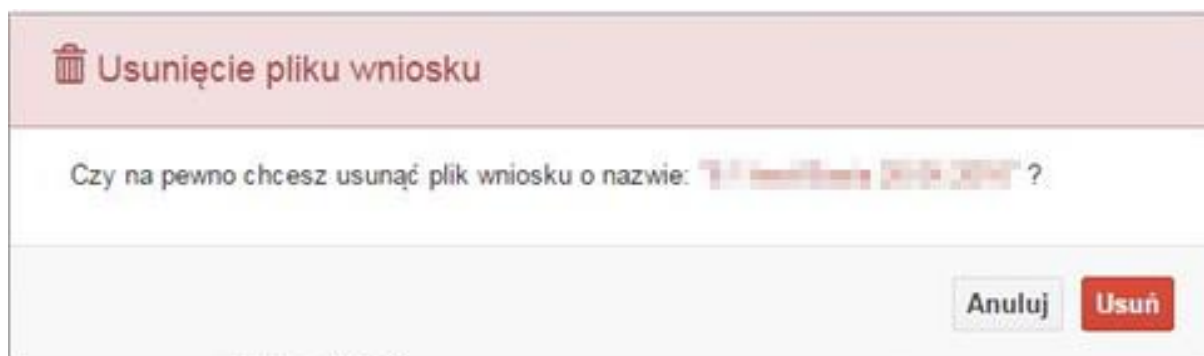 Usunięcie pliku wniosku
Czy na pewno chcesz usunąć plik wniosku o nazwie: ?
Anuluj
Usuń